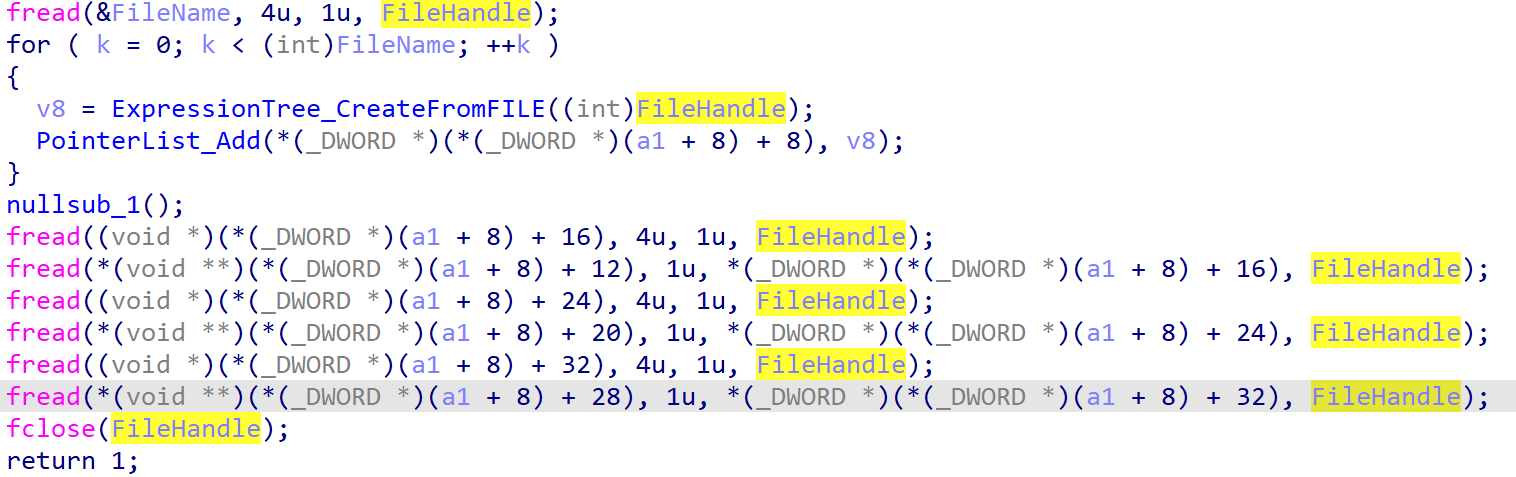 fread(&FileName, 4u, 1u, FileHandle);
for ( k = 0; k < (int)FileName; ++k )
{
  v8 = ExpressionTree_CreateFromFILE((int)FileHandle);
  PointerList_Add(*(_DWORD *)(*(_DWORD *)(a1 + 8) + 8), v8);
}
nullsub_1();
fread((void *)(*(_DWORD *)(a1 + 8) + 16), 4u, 1u, FileHandle);
fread(*(void **)(*(_DWORD *)(a1 + 8) + 12), 1u, *(_DWORD *)(*(_DWORD *)(a1 + 8) + 16), FileHandle);
fread((void *)(*(_DWORD *)(a1 + 8) + 24), 4u, 1u, FileHandle);
fread(*(void **)(*(_DWORD *)(a1 + 8) + 20), 1u, *(_DWORD *)(*(_DWORD *)(a1 + 8) + 24), FileHandle);
fread((void *)(*(_DWORD *)(a1 + 8) + 32), 4u, 1u, FileHandle);
fread(*(void **)(*(_DWORD *)(a1 + 8) + 28), 1u, *(_DWORD *)(*(_DWORD *)(a1 + 8) + 32), FileHandle);
fclose(FileHandle);
return 1;